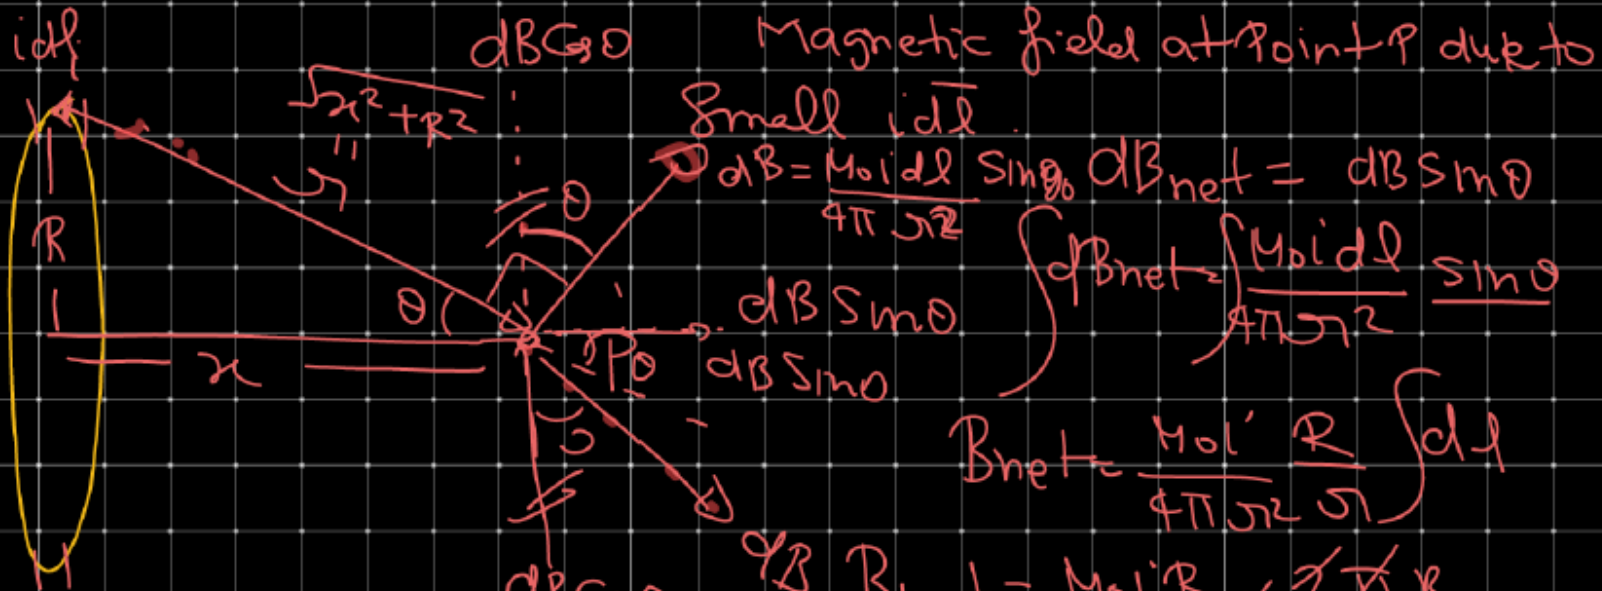 idl
dBCosθ
Magnetic field at Point P due to
√x²+R²
small idl
"
r
θ
dB = μ₀idl sin90 / 4πr²
dBnet = dBSinθ
R
∫dBnet = ∫ μ₀idl / 4πr² sinθ
θ
dBSinθ
x
P
θ
dBSinθ
θ
Bnet = μ₀i / 4πr² R / r ∫dl
dB